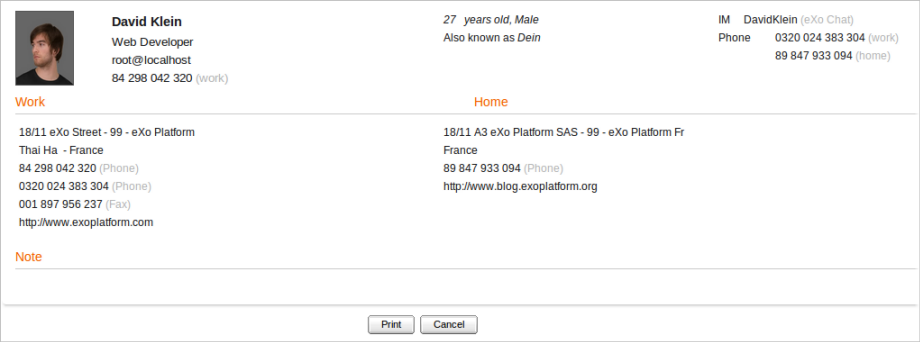 David Klein
Web Developer
root@localhost
84 298 042 320 (work)
27 years old, Male
Also known as Dein
IM DavidKlein (eXo Chat)
Phone 0320 024 383 304 (work)
89 847 933 094 (home)
Work
18/11 eXo Street - 99 - eXo Platform
Thai Ha - France
84 298 042 320 (Phone)
0320 024 383 304 (Phone)
001 897 956 237 (Fax)
http://www.exoplatform.com
Home
18/11 A3 eXo Platform SAS - 99 - eXo Platform Fr
France
89 847 933 094 (Phone)
http://www.blog.exoplatform.org
Note
Print Cancel